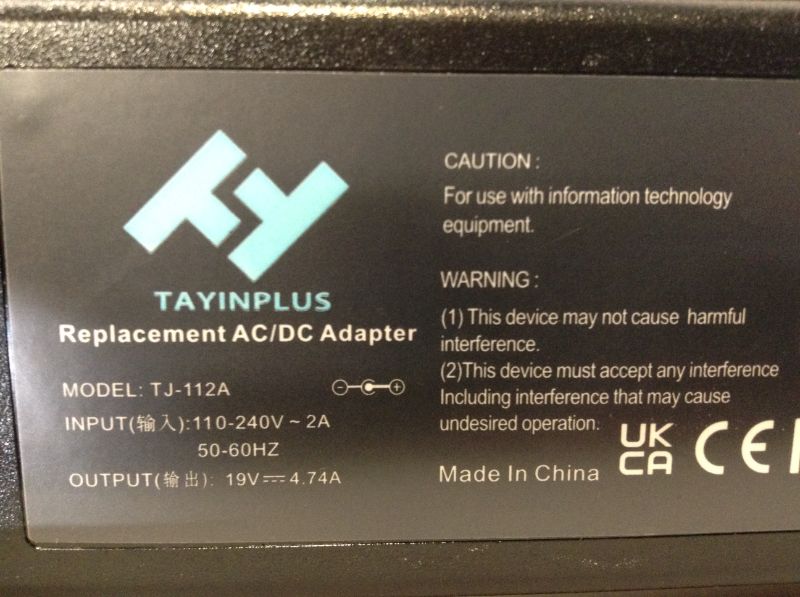 TAYINPLUS
Replacement AC/DC Adapter
MODEL: TJ-112A
INPUT(输入):110-240V ~ 2A
50-60HZ
OUTPUT(输出): 19V⎓4.74A
CAUTION :
For use with information technology
equipment.
WARNING :
(1) This device may not cause harmful
interference.
(2)This device must accept any interference
Including interference that may cause
undesired operation.
Made In China
UK
CA
CE